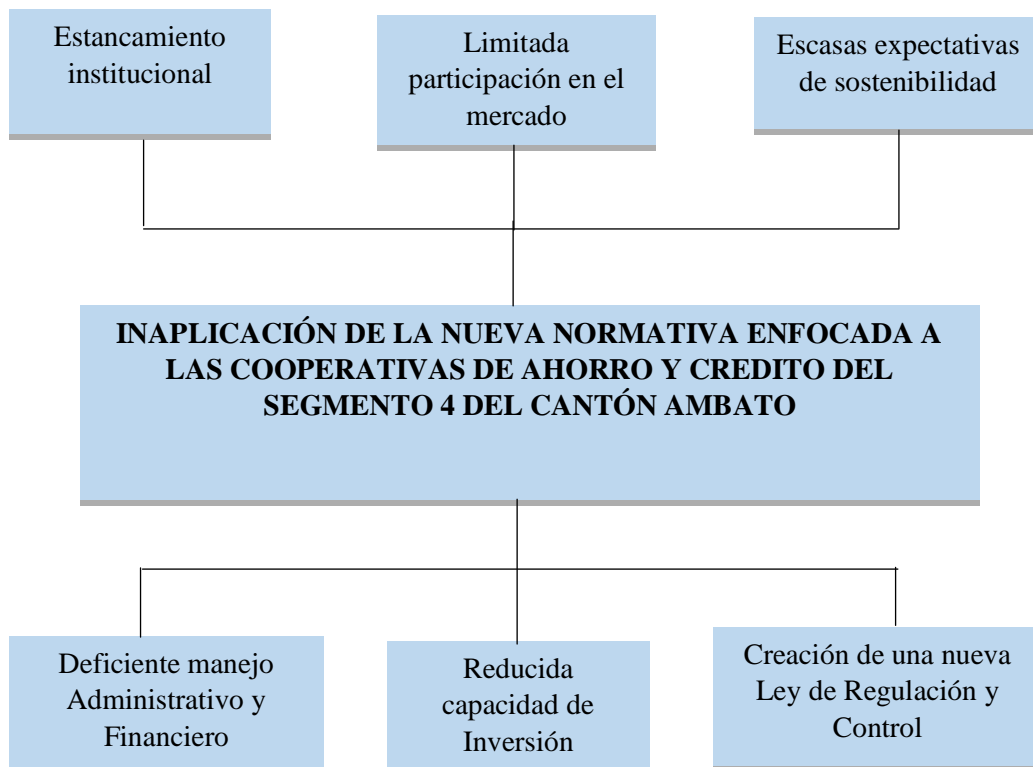 Estancamiento
institucional
Limitada
participación en el
mercado
Escasas expectativas
de sostenibilidad
INAPLICACIÓN DE LA NUEVA NORMATIVA ENFOCADA A
LAS COOPERATIVAS DE AHORRO Y CREDITO DEL
SEGMENTO 4 DEL CANTÓN AMBATO
Deficiente manejo
Administrativo y
Financiero
Reducida
capacidad de
Inversión
Creación de una nueva
Ley de Regulación y
Control